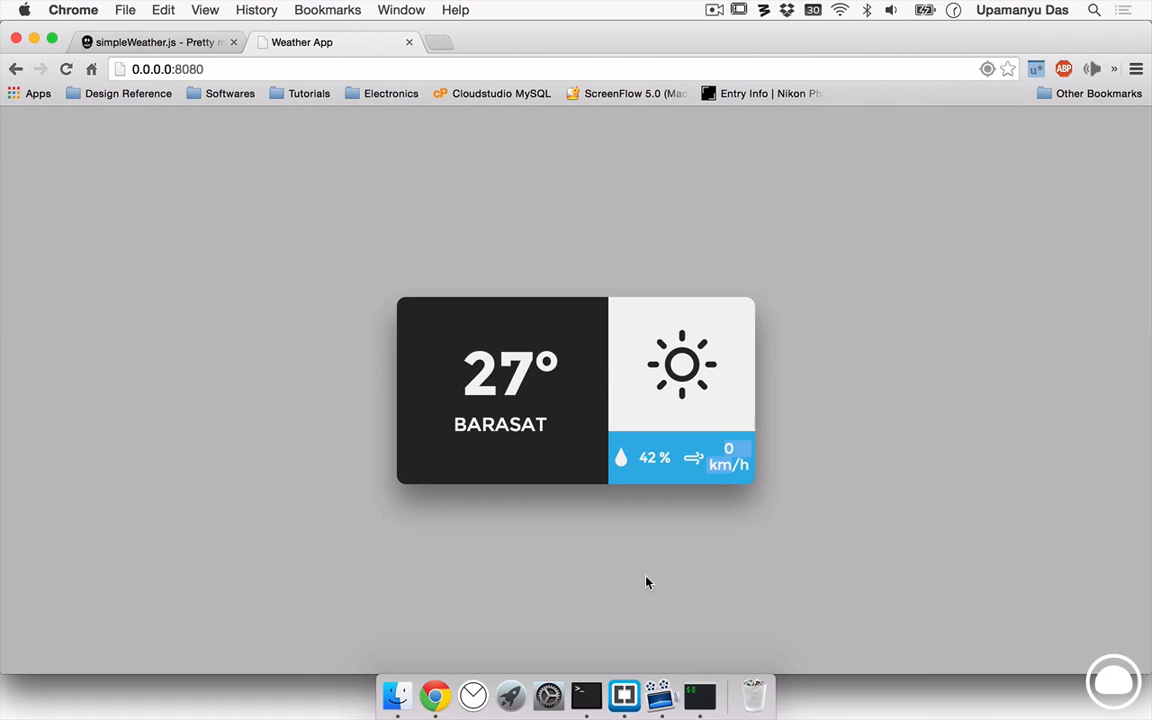 Chrome File Edit View History Bookmarks Window Help 30 Upamanyu Das
simpleWeather.js - Pretty Weather App
0.0.0.0:8080
Apps Design Reference Softwares Tutorials Electronics cP Cloudstudio MySQL ScreenFlow 5.0 (Mac Entry Info | Nikon Ph » Other Bookmarks
27°
BARASAT
42 % 0
km/h